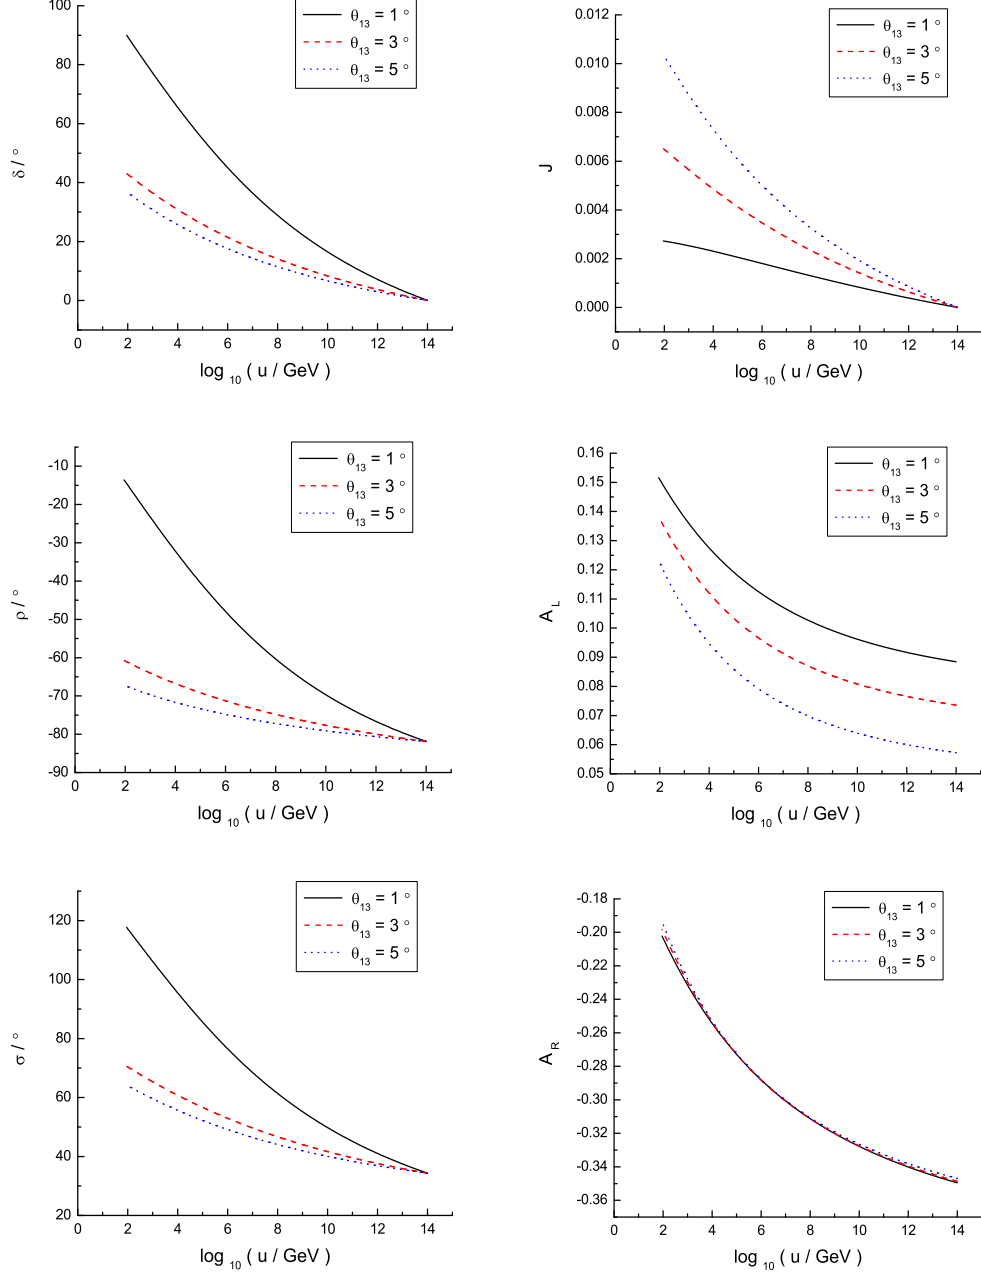 θ13 = 1 °
θ13 = 3 °
θ13 = 5 °
100
80
60
40
20
0
δ / °
0 2 4 6 8 10 12 14
log 10 ( u / GeV )
θ13 = 1 °
θ13 = 3 °
θ13 = 5 °
0.012
0.010
0.008
0.006
0.004
0.002
0.000
J
0 2 4 6 8 10 12 14
log 10 ( u / GeV )
θ13 = 1 °
θ13 = 3 °
θ13 = 5 °
-10
-20
-30
-40
-50
-60
-70
-80
-90
ρ / °
0 2 4 6 8 10 12 14
log 10 ( u / GeV )
θ13 = 1 °
θ13 = 3 °
θ13 = 5 °
0.16
0.15
0.14
0.13
0.12
0.11
0.10
0.09
0.08
0.07
0.06
0.05
A L
0 2 4 6 8 10 12 14
log 10 ( u / GeV )
θ13 = 1 °
θ13 = 3 °
θ13 = 5 °
120
100
80
60
40
20
σ / °
0 2 4 6 8 10 12 14
log 10 ( u / GeV )
θ13 = 1 °
θ13 = 3 °
θ13 = 5 °
-0.18
-0.20
-0.22
-0.24
-0.26
-0.28
-0.30
-0.32
-0.34
-0.36
A R
0 2 4 6 8 10 12 14
log 10 ( u / GeV )